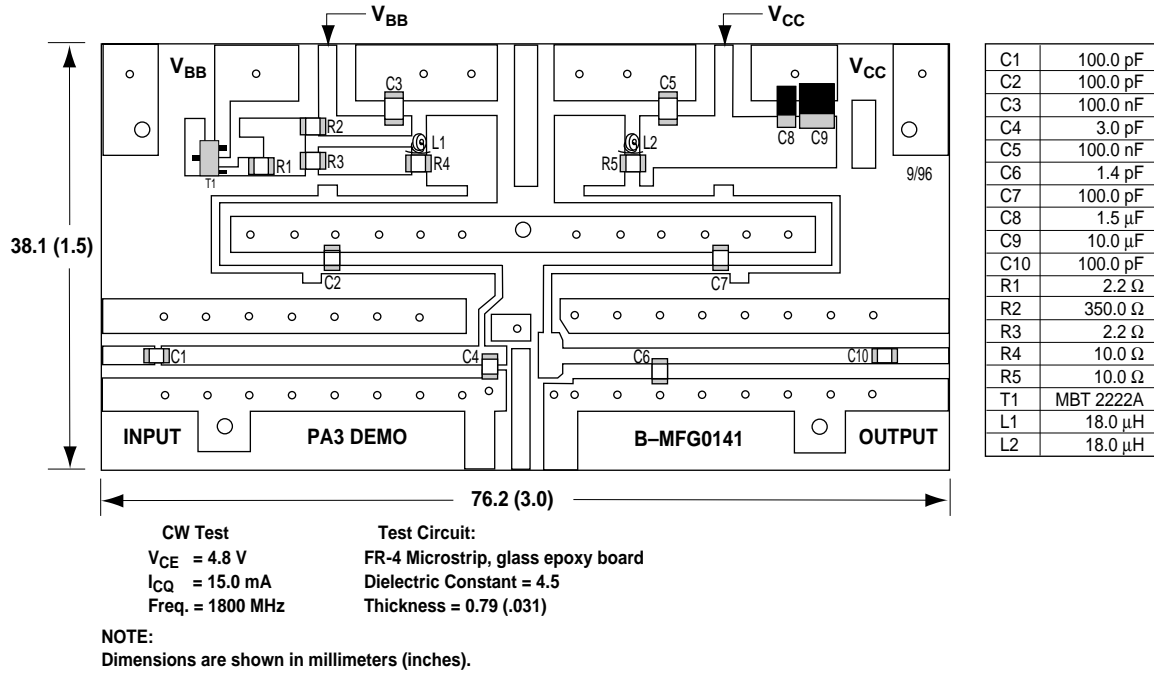 VBB
VCC
VBB
VCC
C3
C5
C8
C9
R2
L1
L2
R1
R3
R4
R5
T1
9/96
38.1 (1.5)
C2
C7
C1
C4
C6
C10
INPUT
PA3 DEMO
B–MFG0141
OUTPUT
76.2 (3.0)
C1 100.0 pF
C2 100.0 pF
C3 100.0 nF
C4 3.0 pF
C5 100.0 nF
C6 1.4 pF
C7 100.0 pF
C8 1.5 μF
C9 10.0 μF
C10 100.0 pF
R1 2.2 Ω
R2 350.0 Ω
R3 2.2 Ω
R4 10.0 Ω
R5 10.0 Ω
T1 MBT 2222A
L1 18.0 μH
L2 18.0 μH
CW Test
VCE = 4.8 V
ICQ = 15.0 mA
Freq. = 1800 MHz
Test Circuit:
FR-4 Microstrip, glass epoxy board
Dielectric Constant = 4.5
Thickness = 0.79 (.031)
NOTE:
Dimensions are shown in millimeters (inches).